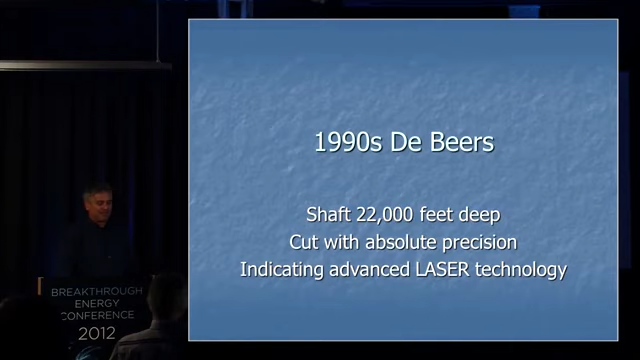 1990s De Beers
Shaft 22,000 feet deep
Cut with absolute precision
Indicating advanced LASER technology
BREAKTHROUGH
ENERGY
CONFERENCE
2012